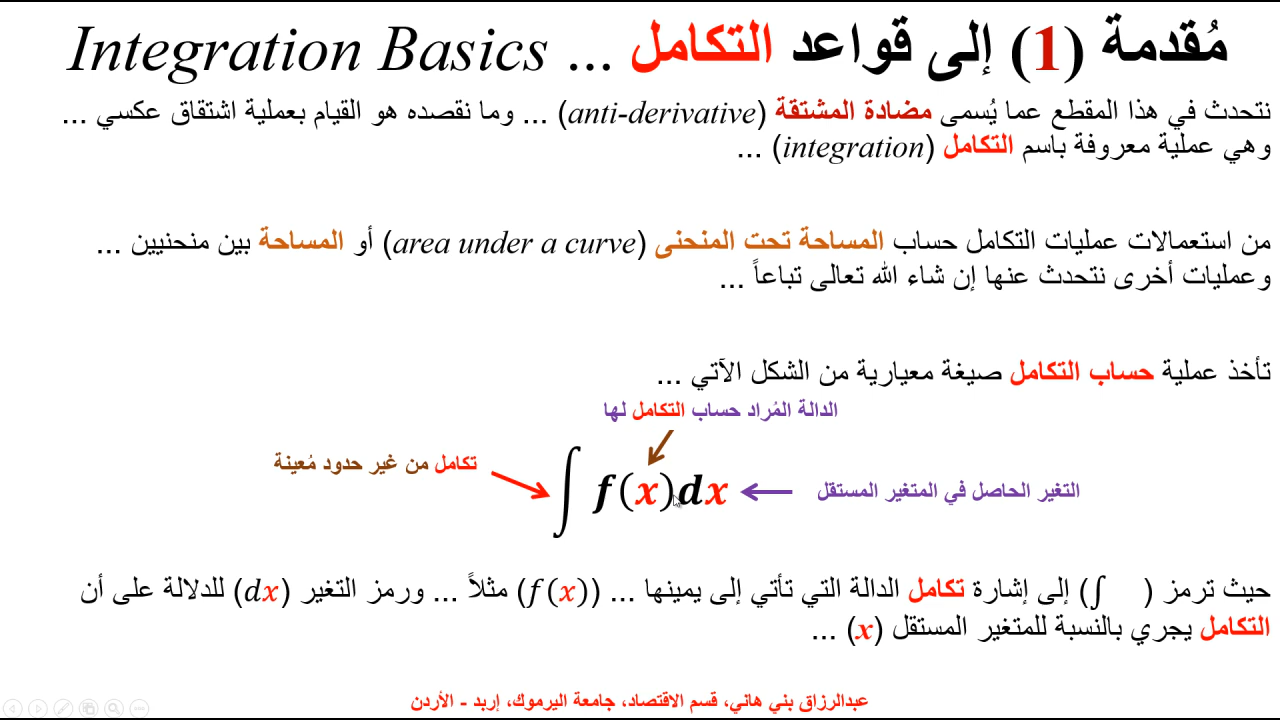 مُقدمة (1) إلى قواعد التكامل ... Integration Basics
نتحدث في هذا المقطع عما يُسمى مضادة المشتقة (anti-derivative) ... وما نقصده هو القيام بعملية اشتقاق عكسي ...
وهي عملية معروفة باسم التكامل (integration) ...
من استعمالات عمليات التكامل حساب المساحة تحت المنحنى (area under a curve) أو المساحة بين منحنيين ...
وعمليات أخرى نتحدث عنها إن شاء الله تعالى تباعاً ...
تأخذ عملية حساب التكامل صيغة معيارية من الشكل الآتي ...
الدالة المُراد حساب التكامل لها
تكامل من غير حدود مُعينة
∫ f(x)dx
التغير الحاصل في المتغير المستقل
حيث ترمز (∫ ) إلى إشارة تكامل الدالة التي تأتي إلى يمينها ... (f(x)) مثلاً ... ورمز التغير (dx) للدلالة على أن
التكامل يجري بالنسبة للمتغير المستقل (x) ...
عبدالرزاق بني هاني، قسم الاقتصاد، جامعة اليرموك، إربد - الأردن